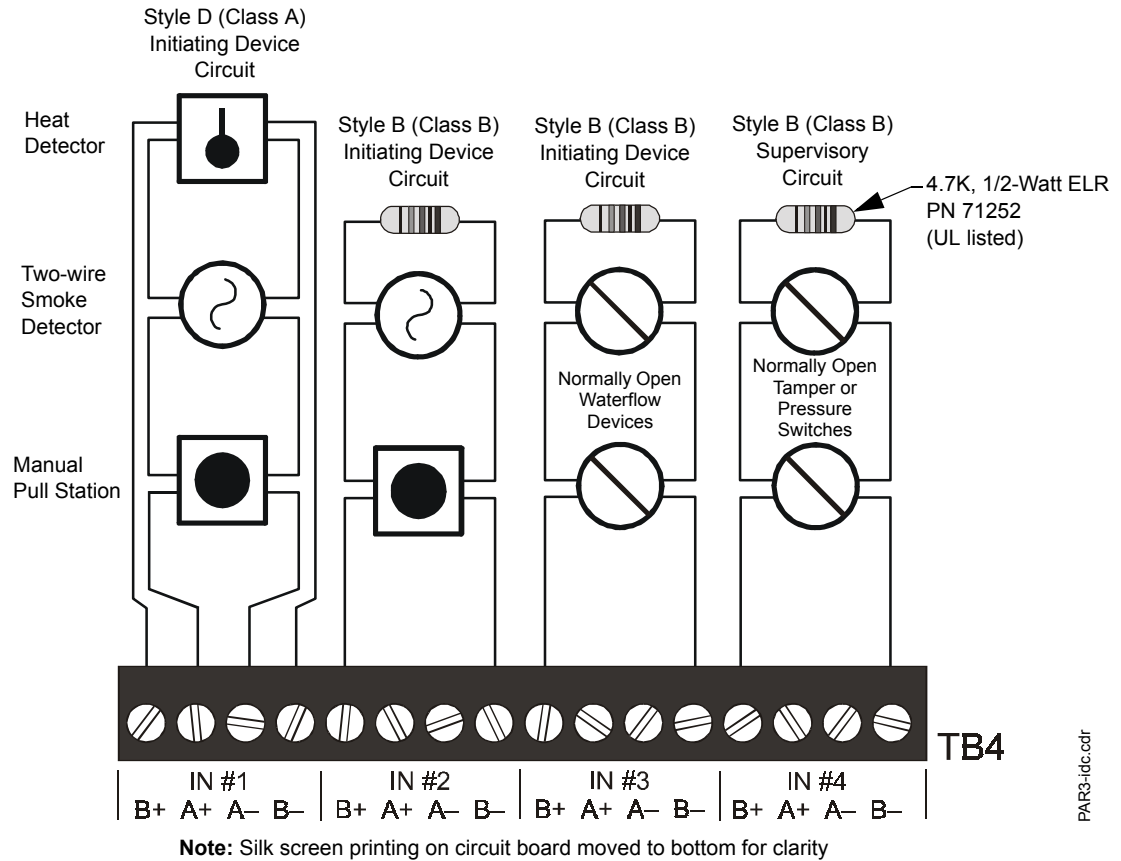 Style D (Class A)
Initiating Device
Circuit
Heat
Detector
Style B (Class B)
Initiating Device
Circuit
Style B (Class B)
Initiating Device
Circuit
Style B (Class B)
Supervisory
Circuit
4.7K, 1/2-Watt ELR
PN 71252
(UL listed)
Two-wire
Smoke
Detector
Normally Open
Waterflow
Devices
Normally Open
Tamper or
Pressure
Switches
Manual
Pull Station
TB4
IN #1
B+ A+ A– B–
IN #2
B+ A+ A– B–
IN #3
B+ A+ A– B–
IN #4
B+ A+ A– B–
Note: Silk screen printing on circuit board moved to bottom for clarity
PAR3-idc.cdr